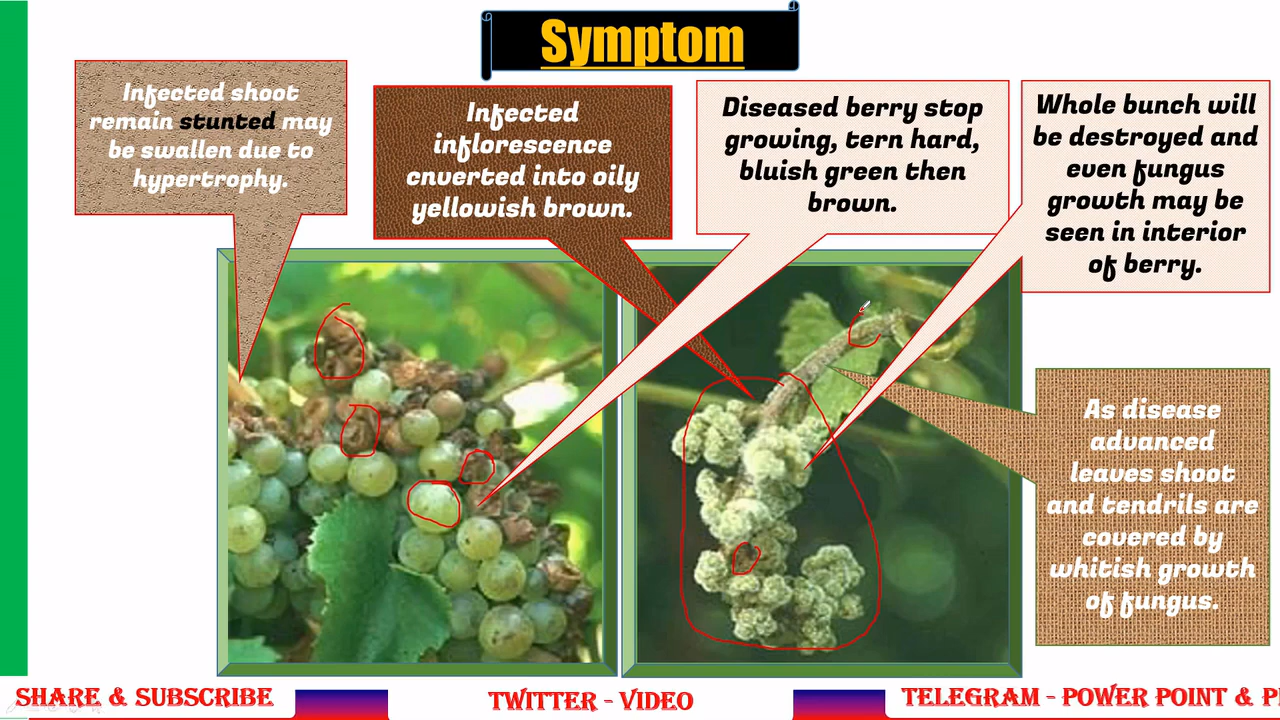 Symptom
Infected shoot
remain stunted may
be swallen due to
hypertrophy.
Infected
inflorescence
cnverted into oily
yellowish brown.
Diseased berry stop
growing, tern hard,
bluish green then
brown.
Whole bunch will
be destroyed and
even fungus
growth may be
seen in interior
of berry.
As disease
advanced
leaves shoot
and tendrils are
covered by
whitish growth
of fungus.
SHARE & SUBSCRIBE
TWITTER - VIDEO
TELEGRAM - POWER POINT &